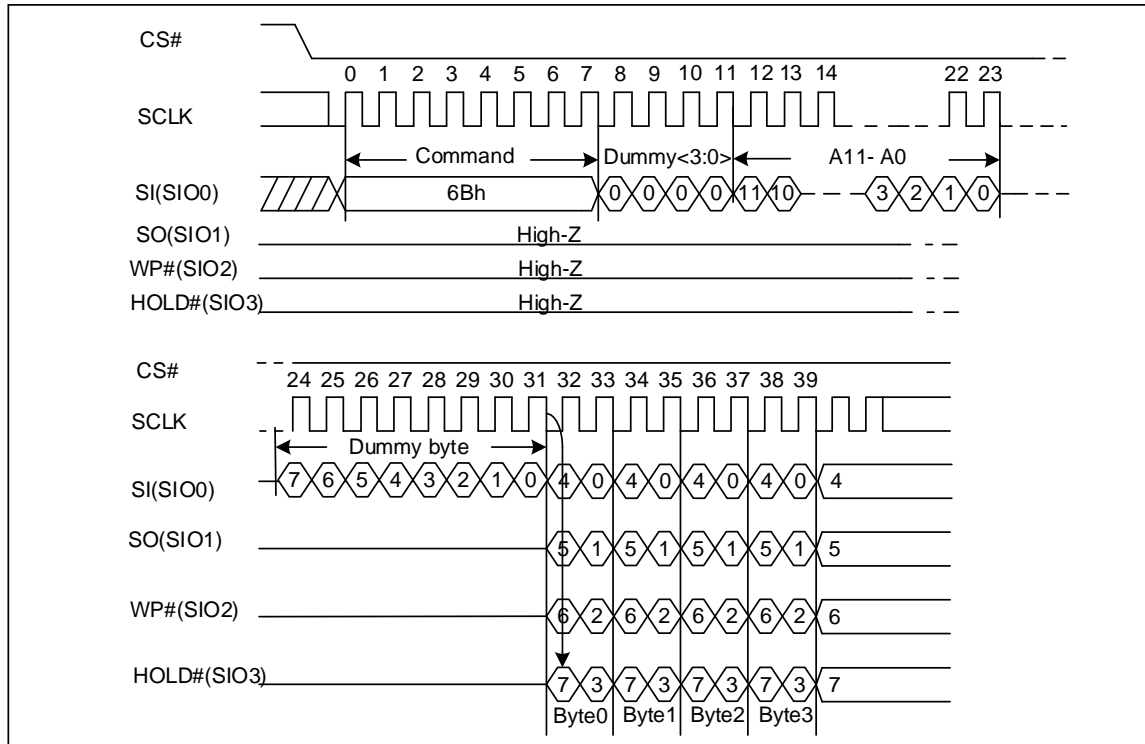 CS#
0 1 2 3 4 5 6 7 8 9 10 11 12 13 14 22 23
SCLK
Command Dummy<3:0> A11- A0
SI(SIO0) 6Bh 0 0 0 0 11 10 3 2 1 0
SO(SIO1) High-Z
WP#(SIO2) High-Z
HOLD#(SIO3) High-Z
CS#
24 25 26 27 28 29 30 31 32 33 34 35 36 37 38 39
SCLK
Dummy byte
SI(SIO0) 7 6 5 4 3 2 1 0 4 0 4 0 4 0 4 0 4
SO(SIO1) 5 1 5 1 5 1 5 1 5
WP#(SIO2) 6 2 6 2 6 2 6 2 6
HOLD#(SIO3) 7 3 7 3 7 3 7 3 7
Byte0 Byte1 Byte2 Byte3